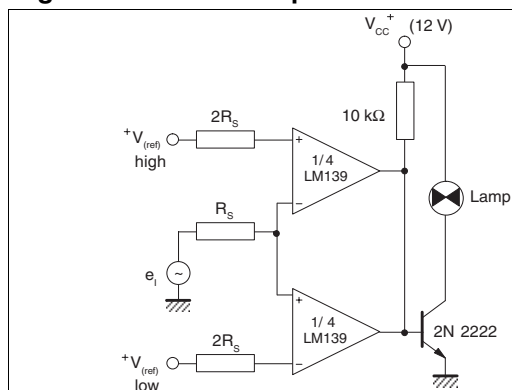 V_CC⁺ (12 V)
10 kΩ
2R_S
⁺V_(ref)
high
+
1/4
LM139
−
Lamp
R_S
e_I
~
+
1/4
LM139
−
2N 2222
2R_S
⁺V_(ref)
low